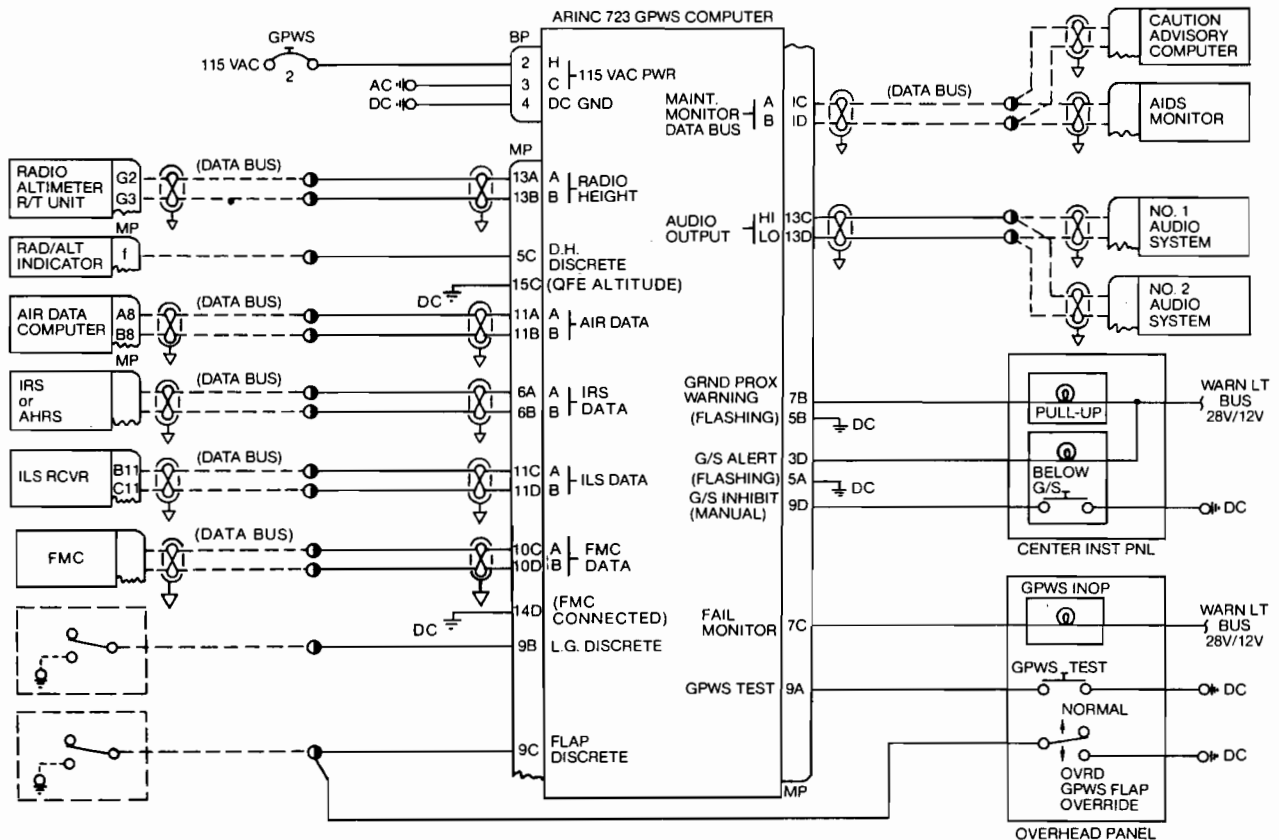 ARINC 723 GPWS COMPUTER
GPWS
115 VAC
2
AC
DC
BP
2 H
3 C
115 VAC PWR
4 DC GND
MP
RADIO
ALTIMETER
R/T UNIT
G2
G3
MP
(DATA BUS)
13A A
13B B
RADIO
HEIGHT
RAD/ALT
INDICATOR
f
5C
D.H.
DISCRETE
DC
15C (QFE ALTITUDE)
AIR DATA
COMPUTER
A8
B8
MP
(DATA BUS)
11A A
11B B
AIR DATA
IRS
or
AHRS
(DATA BUS)
6A A
6B B
IRS
DATA
ILS RCVR
B11
C11
(DATA BUS)
11C A
11D B
ILS DATA
FMC
(DATA BUS)
10C A
10D B
FMC
DATA
DC
14D
(FMC
CONNECTED)
9B L.G. DISCRETE
9C
FLAP
DISCRETE
MAINT.
MONITOR
DATA BUS
A 1C
B 1D
(DATA BUS)
CAUTION
ADVISORY
COMPUTER
AIDS
MONITOR
AUDIO
OUTPUT
HI 13C
LO 13D
NO. 1
AUDIO
SYSTEM
NO. 2
AUDIO
SYSTEM
GRND PROX
WARNING
7B
(FLASHING) 5B
DC
G/S ALERT 3D
(FLASHING) 5A
DC
G/S INHIBIT
(MANUAL)
9D
PULL-UP
BELOW
G/S
WARN LT
BUS
28V/12V
DC
CENTER INST PNL
FAIL
MONITOR
7C
GPWS INOP
WARN LT
BUS
28V/12V
GPWS TEST 9A
GPWS TEST
DC
NORMAL
DC
OVRD
GPWS FLAP
OVERRIDE
MP
OVERHEAD PANEL